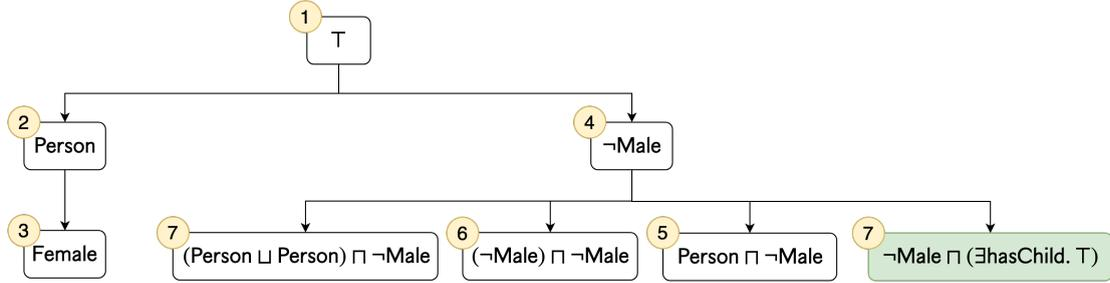 1
⊤
2
Person
4
¬Male
3
Female
7
(Person ⊔ Person) ⊓ ¬Male
6
(¬Male) ⊓ ¬Male
5
Person ⊓ ¬Male
7
¬Male ⊓ (∃hasChild. ⊤)